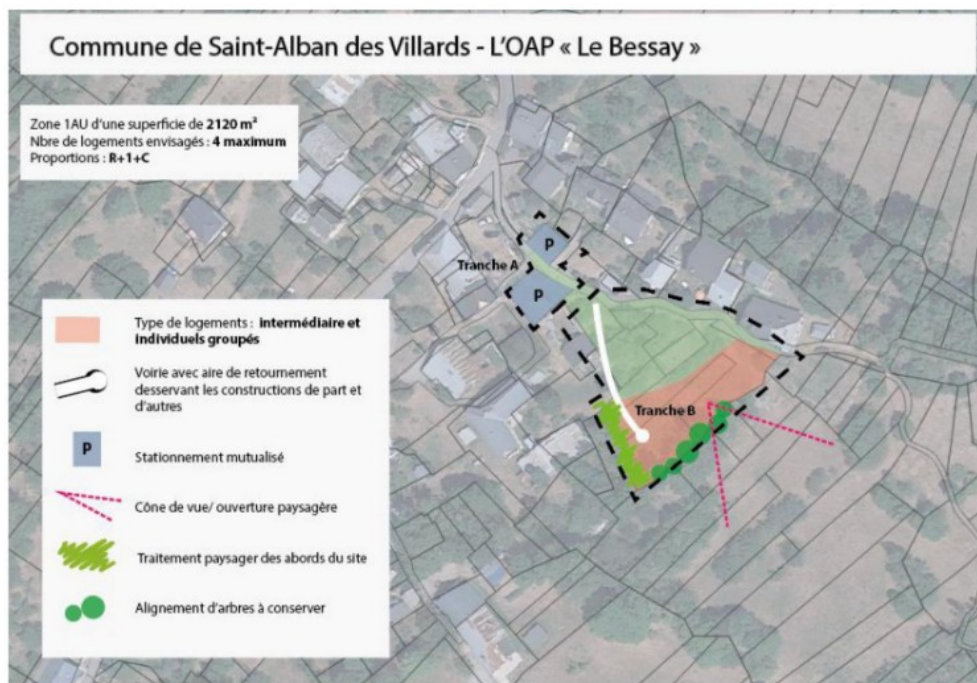 Commune de Saint-Alban des Villards - L'OAP « Le Bessay »
Zone 1AU d'une superficie de 2120 m²
Nbre de logements envisagés : 4 maximum
Proportions : R+1+C
P
Tranche A
P
Type de logements : intermédiaire et
individuels groupés
Voirie avec aire de retournement
desservant les constructions de part et
d'autres
Tranche B
P
Stationnement mutualisé
Cône de vue/ ouverture paysagère
Traitement paysager des abords du site
Alignement d'arbres à conserver